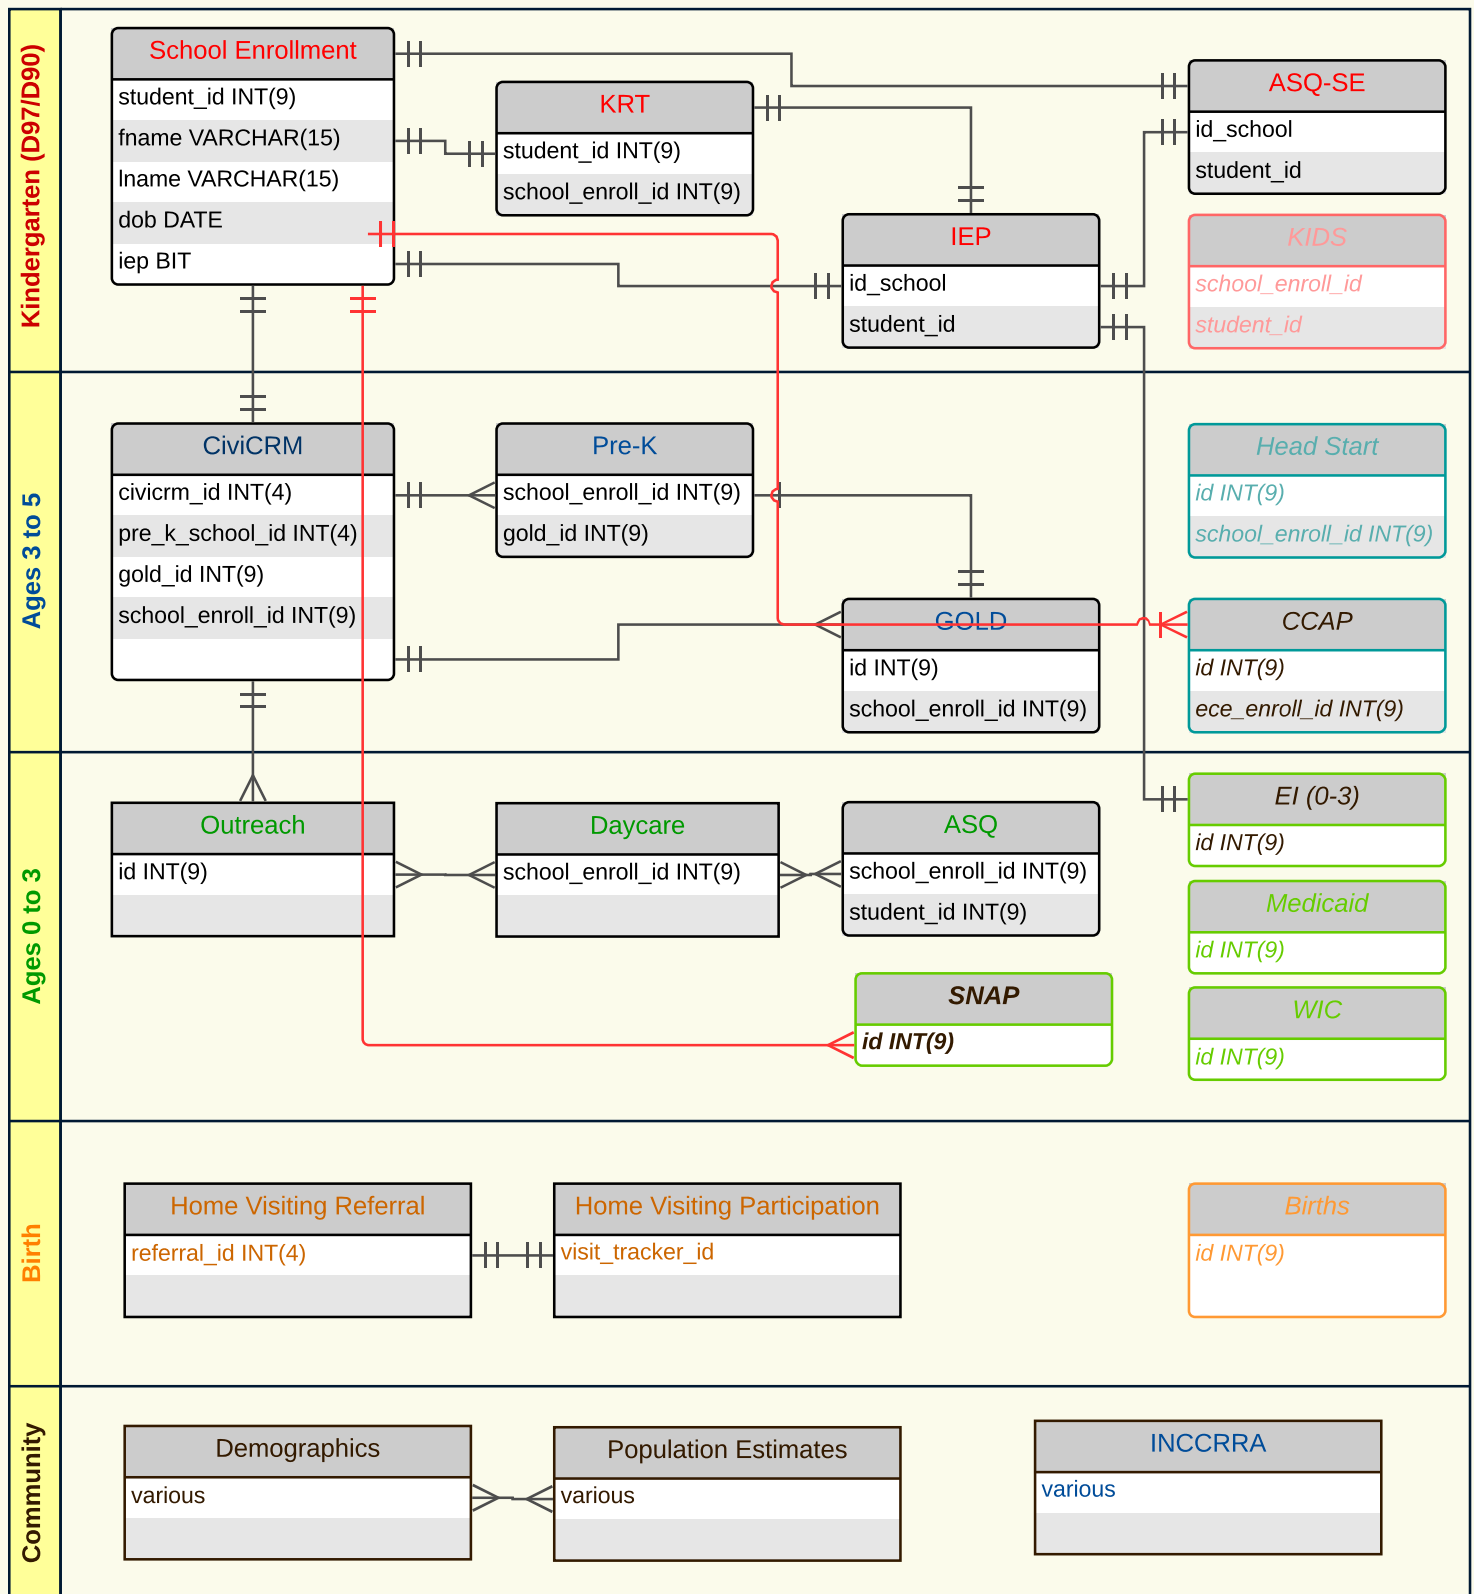 Kindergarten (D97/D90)
School Enrollment
student_id INT(9)
fname VARCHAR(15)
lname VARCHAR(15)
dob DATE
iep BIT
KRT
student_id INT(9)
school_enroll_id INT(9)
IEP
id_school
student_id
ASQ-SE
id_school
student_id
KIDS
school_enroll_id
student_id
Ages 3 to 5
CiviCRM
civicrm_id INT(4)
pre_k_school_id INT(4)
gold_id INT(9)
school_enroll_id INT(9)
Pre-K
school_enroll_id INT(9)
gold_id INT(9)
GOLD
id INT(9)
school_enroll_id INT(9)
Head Start
id INT(9)
school_enroll_id INT(9)
CCAP
id INT(9)
ece_enroll_id INT(9)
Ages 0 to 3
Outreach
id INT(9)
Daycare
school_enroll_id INT(9)
ASQ
school_enroll_id INT(9)
student_id INT(9)
SNAP
id INT(9)
EI (0-3)
id INT(9)
Medicaid
id INT(9)
WIC
id INT(9)
Birth
Home Visiting Referral
referral_id INT(4)
Home Visiting Participation
visit_tracker_id
Births
id INT(9)
Community
Demographics
various
Population Estimates
various
INCCRRA
various